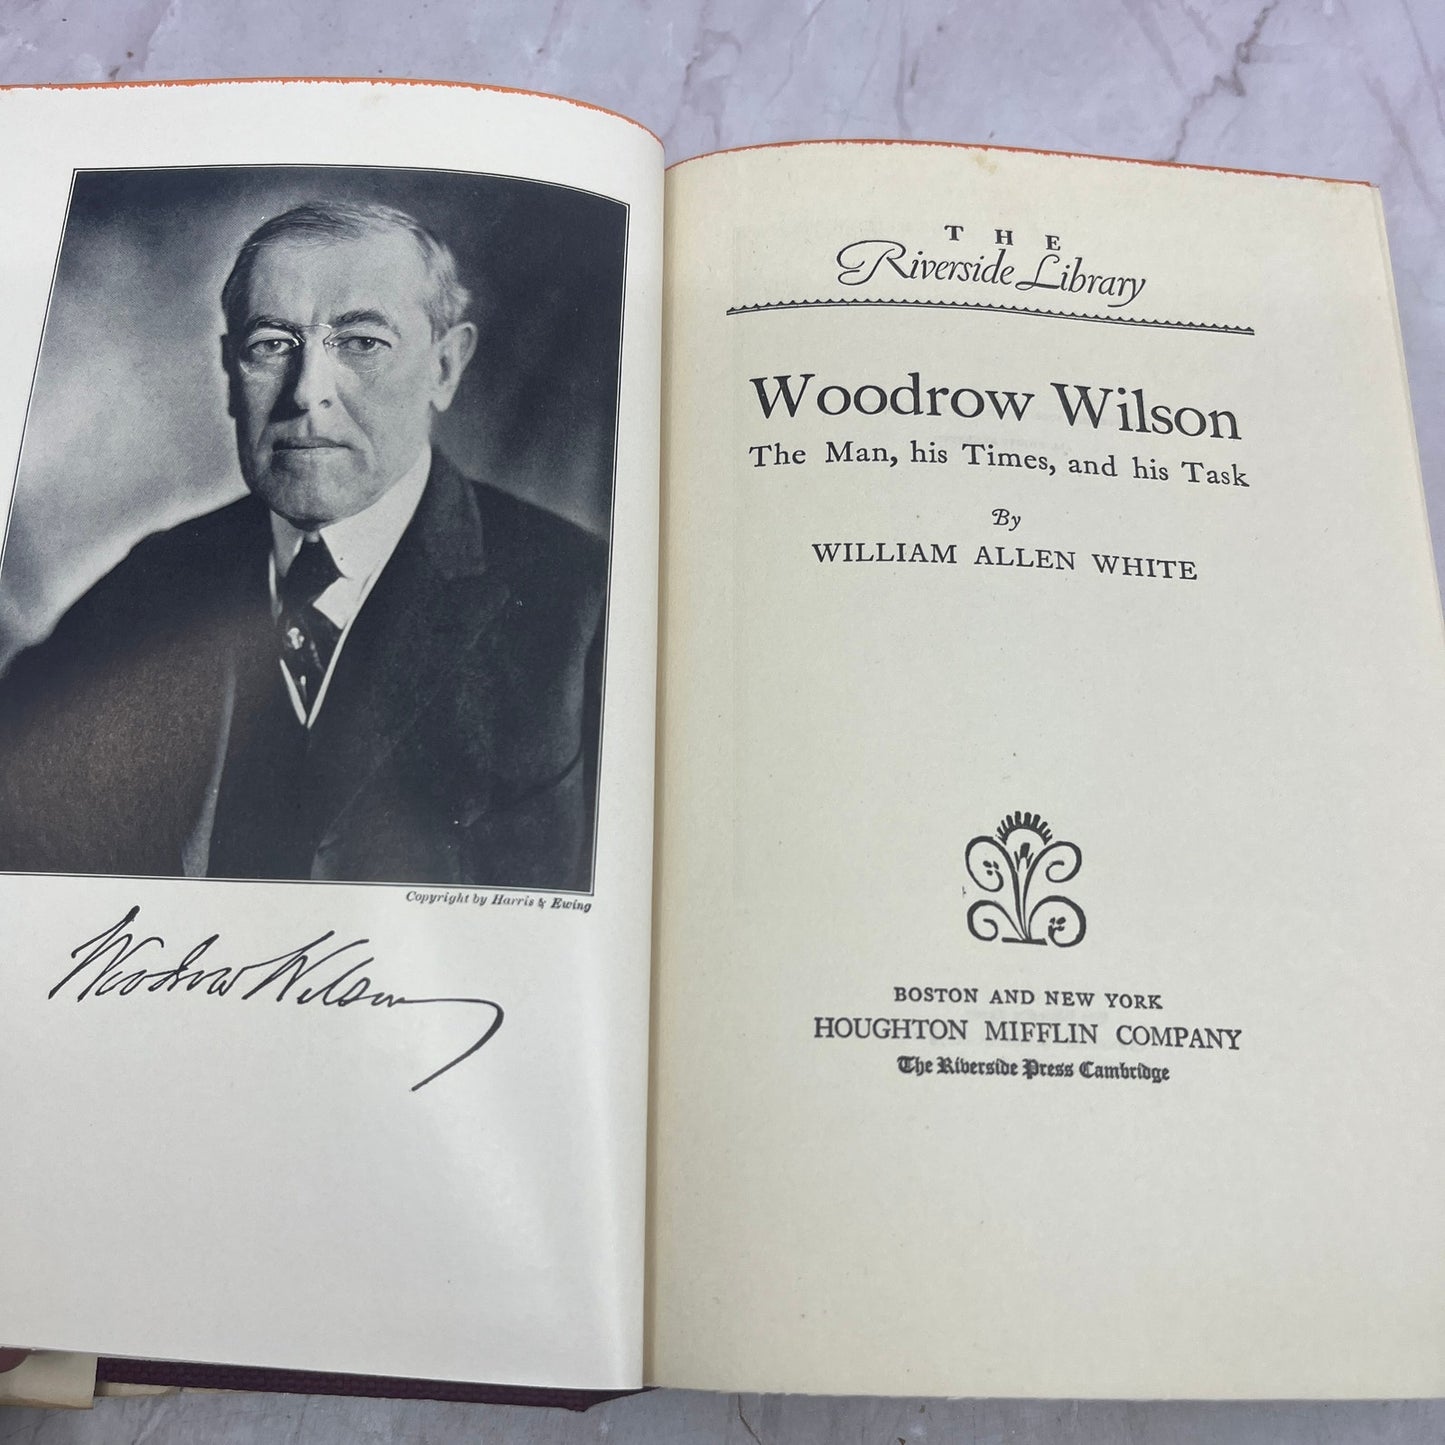 Copyright by Harris & Ewing
Woodrow Wilson
THE
Riverside Library
Woodrow Wilson
The Man, his Times, and his Task
By
WILLIAM ALLEN WHITE
BOSTON AND NEW YORK
HOUGHTON MIFFLIN COMPANY
The Riverside Press Cambridge